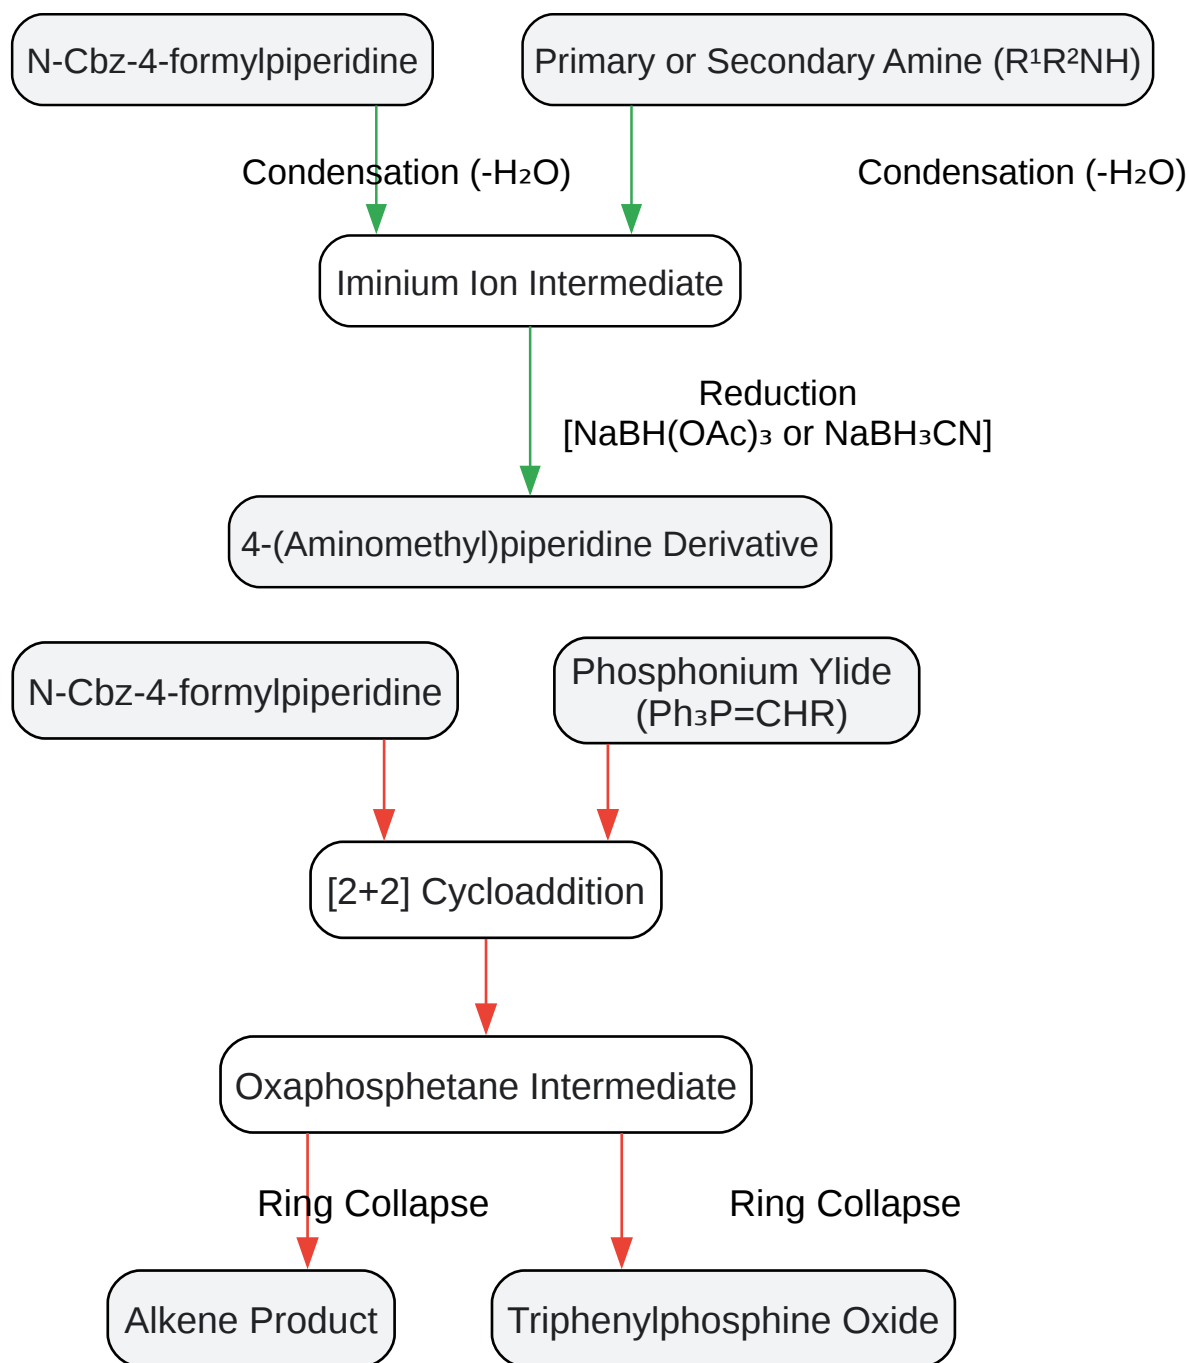 N-Cbz-4-formylpiperidine
Primary or Secondary Amine (R¹R²NH)
Condensation (-H₂O)
Condensation (-H₂O)
Iminium Ion Intermediate
Reduction
[NaBH(OAc)₃ or NaBH₃CN]
4-(Aminomethyl)piperidine Derivative
N-Cbz-4-formylpiperidine
Phosphonium Ylide
(Ph₃P=CHR)
[2+2] Cycloaddition
Oxaphosphetane Intermediate
Ring Collapse
Ring Collapse
Alkene Product
Triphenylphosphine Oxide